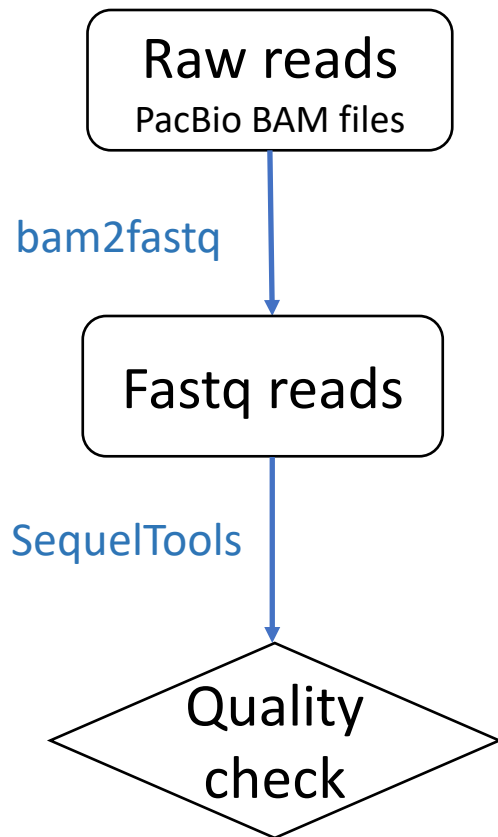 Raw reads
PacBio BAM files
bam2fastq
Fastq reads
SequelTools
Quality
check